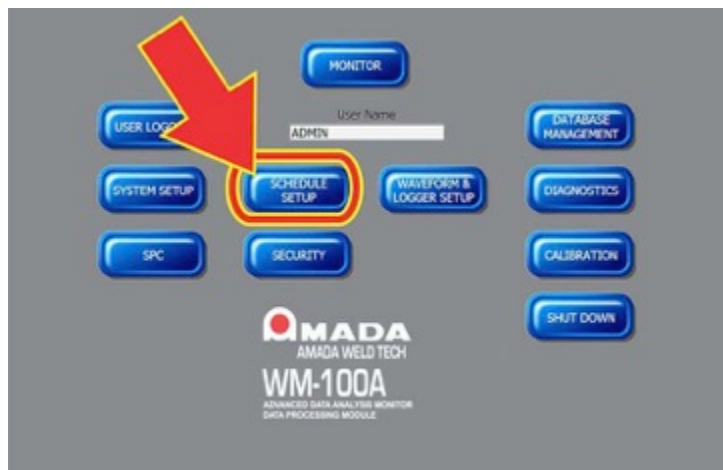 MONITOR
USER LOGO
User Name
ADMIN
DATABASE
MANAGEMENT
SYSTEM SETUP
SCHEDULE
SETUP
WAVEFORM &
LOGGER SETUP
DIAGNOSTICS
SPC
SECURITY
CALIBRATION
SHUT DOWN
AMADA
AMADA WELD TECH
WM-100A
ADVANCED DATA ANALYSIS MONITOR
DATA PROCESSING MODULE